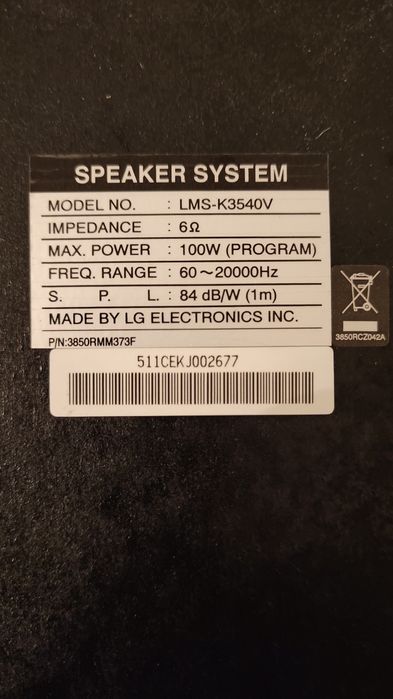 SPEAKER SYSTEM
MODEL NO. : LMS-K3540V
IMPEDANCE : 6Ω
MAX. POWER : 100W (PROGRAM)
FREQ. RANGE : 60～20000Hz
S. P. L. : 84 dB/W (1m)
MADE BY LG ELECTRONICS INC.
P/N:3850RMM373F
3850RCZ042A
511CEKJ002677